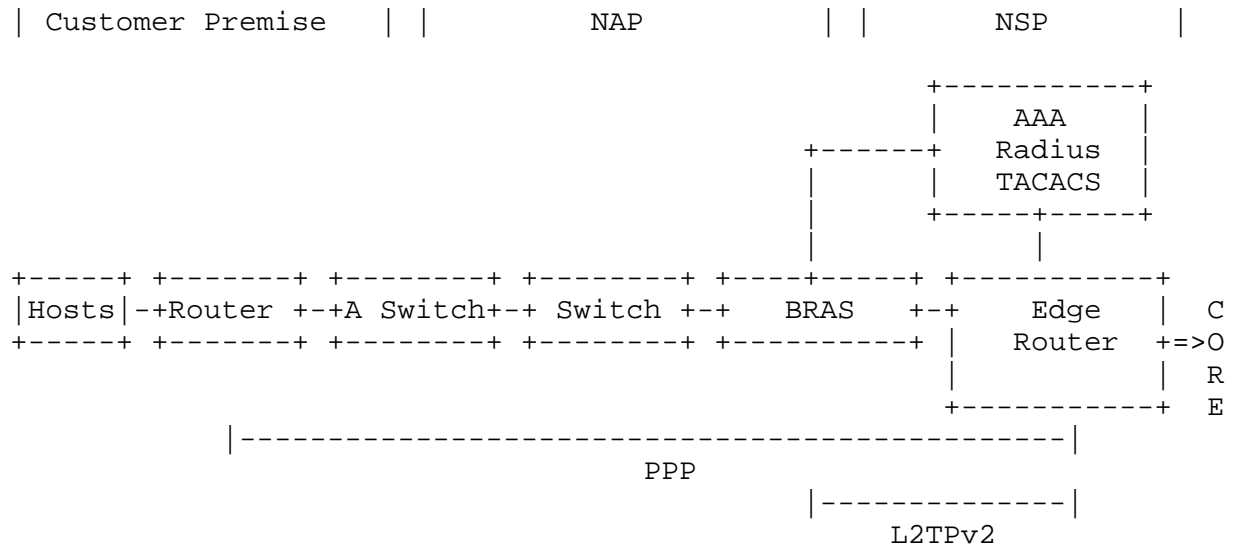 | Customer Premise | | NAP | | NSP |
+-----------+
| AAA |
+------+ Radius |
| | TACACS |
| +-----+-----+
| |
+-----+ +-------+ +--------+ +--------+ +----+-----+ +-----------+
|Hosts|-+Router +-+A Switch+-+ Switch +-+ BRAS +-+ Edge | C
+-----+ +-------+ +--------+ +--------+ +----------+ | Router +=>O
| | R
+-----------+ E
|-----------------------------------------------|
PPP
|--------------|
L2TPv2